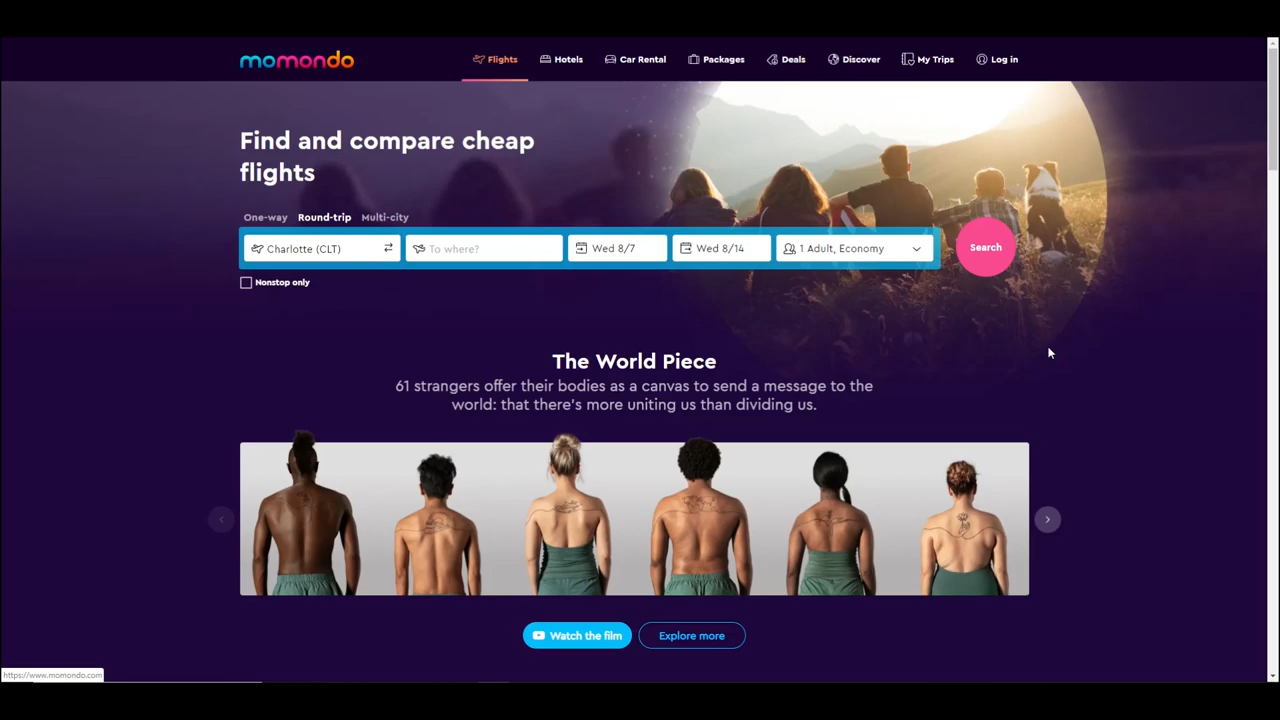 momondo
Flights Hotels Car Rental Packages Deals Discover My Trips Log in
Find and compare cheap
flights
One-way Round-trip Multi-city
Charlotte (CLT) To where? Wed 8/7 Wed 8/14 1 Adult, Economy Search
Nonstop only
The World Piece
61 strangers offer their bodies as a canvas to send a message to the
world: that there's more uniting us than dividing us.
Watch the film Explore more
https://www.momondo.com